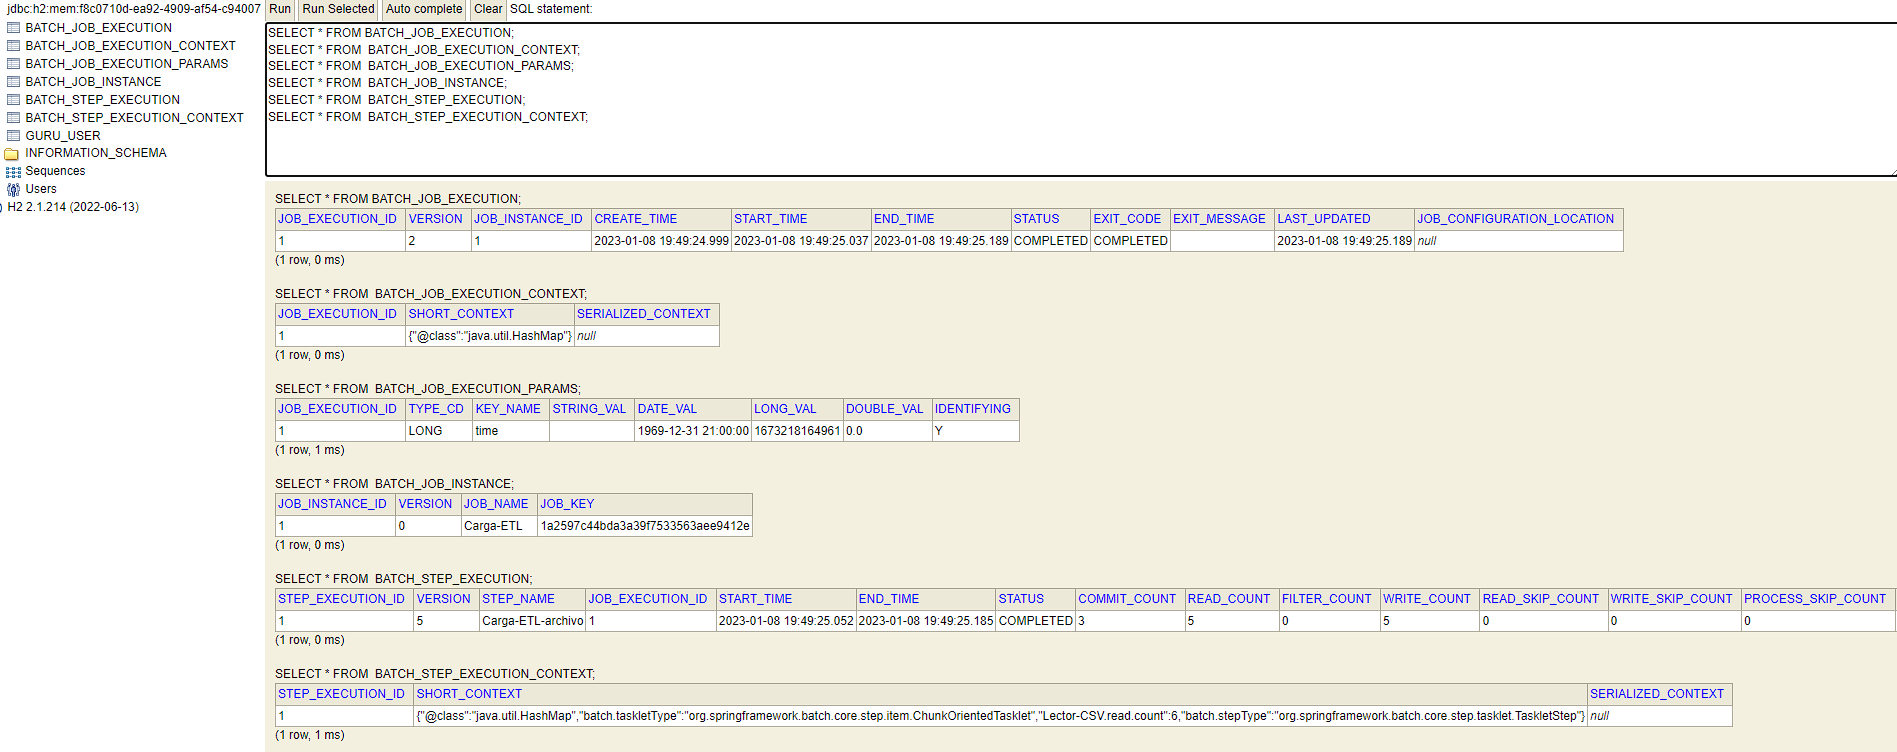 jdbc:h2:mem:f8c0710d-ea92-4909-af54-c94007 Run Run Selected Auto complete Clear SQL statement:
BATCH_JOB_EXECUTION
BATCH_JOB_EXECUTION_CONTEXT
BATCH_JOB_EXECUTION_PARAMS
BATCH_JOB_INSTANCE
BATCH_STEP_EXECUTION
BATCH_STEP_EXECUTION_CONTEXT
GURU_USER
INFORMATION_SCHEMA
Sequences
Users
H2 2.1.214 (2022-06-13)
SELECT * FROM BATCH_JOB_EXECUTION;
SELECT * FROM  BATCH_JOB_EXECUTION_CONTEXT;
SELECT * FROM  BATCH_JOB_EXECUTION_PARAMS;
SELECT * FROM  BATCH_JOB_INSTANCE;
SELECT * FROM  BATCH_STEP_EXECUTION;
SELECT * FROM  BATCH_STEP_EXECUTION_CONTEXT;
SELECT * FROM BATCH_JOB_EXECUTION;
JOB_EXECUTION_ID VERSION JOB_INSTANCE_ID CREATE_TIME START_TIME END_TIME STATUS EXIT_CODE EXIT_MESSAGE LAST_UPDATED JOB_CONFIGURATION_LOCATION
1 2 1 2023-01-08 19:49:24.999 2023-01-08 19:49:25.037 2023-01-08 19:49:25.189 COMPLETED COMPLETED 2023-01-08 19:49:25.189 null
(1 row, 0 ms)
SELECT * FROM  BATCH_JOB_EXECUTION_CONTEXT;
JOB_EXECUTION_ID SHORT_CONTEXT SERIALIZED_CONTEXT
1 {"@class":"java.util.HashMap"} null
(1 row, 0 ms)
SELECT * FROM  BATCH_JOB_EXECUTION_PARAMS;
JOB_EXECUTION_ID TYPE_CD KEY_NAME STRING_VAL DATE_VAL LONG_VAL DOUBLE_VAL IDENTIFYING
1 LONG time 1969-12-31 21:00:00 1673218164961 0.0 Y
(1 row, 1 ms)
SELECT * FROM  BATCH_JOB_INSTANCE;
JOB_INSTANCE_ID VERSION JOB_NAME JOB_KEY
1 0 Carga-ETL 1a2597c44bda3a39f7533563aee9412e
(1 row, 0 ms)
SELECT * FROM  BATCH_STEP_EXECUTION;
STEP_EXECUTION_ID VERSION STEP_NAME JOB_EXECUTION_ID START_TIME END_TIME STATUS COMMIT_COUNT READ_COUNT FILTER_COUNT WRITE_COUNT READ_SKIP_COUNT WRITE_SKIP_COUNT PROCESS_SKIP_COUNT
1 5 Carga-ETL-archivo 1 2023-01-08 19:49:25.052 2023-01-08 19:49:25.185 COMPLETED 3 5 0 5 0 0 0
(1 row, 0 ms)
SELECT * FROM  BATCH_STEP_EXECUTION_CONTEXT;
STEP_EXECUTION_ID SHORT_CONTEXT SERIALIZED_CONTEXT
1 {"@class":"java.util.HashMap","batch.taskletType":"org.springframework.batch.core.step.item.ChunkOrientedTasklet","Lector-CSV.read.count":6,"batch.stepType":"org.springframework.batch.core.step.tasklet.TaskletStep"} null
(1 row, 1 ms)